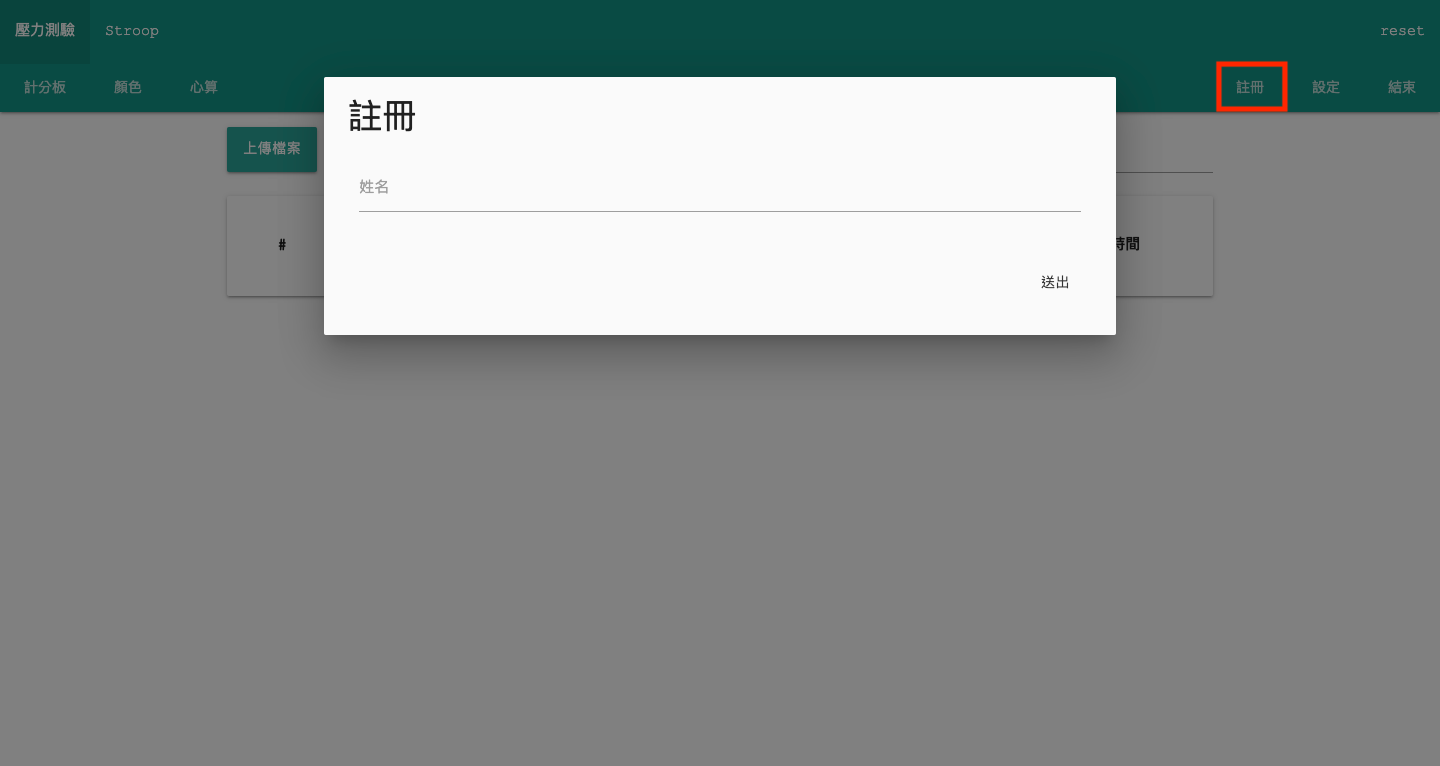 壓力測驗 Stroop reset
計分板 顏色 心算 註冊 設定 結束
註冊
上傳檔案
姓名
# 時間
送出